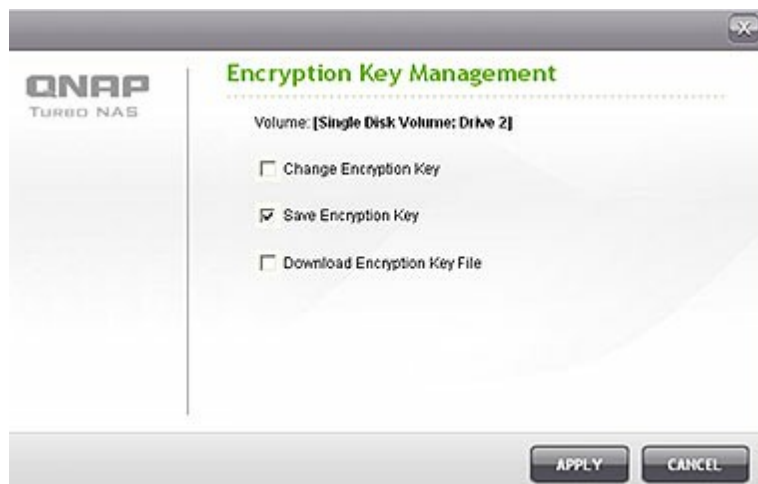 QNAP
TURBO NAS
Encryption Key Management
Volume: [Single Disk Volume: Drive 2]
Change Encryption Key
Save Encryption Key
Download Encryption Key File
APPLY
CANCEL